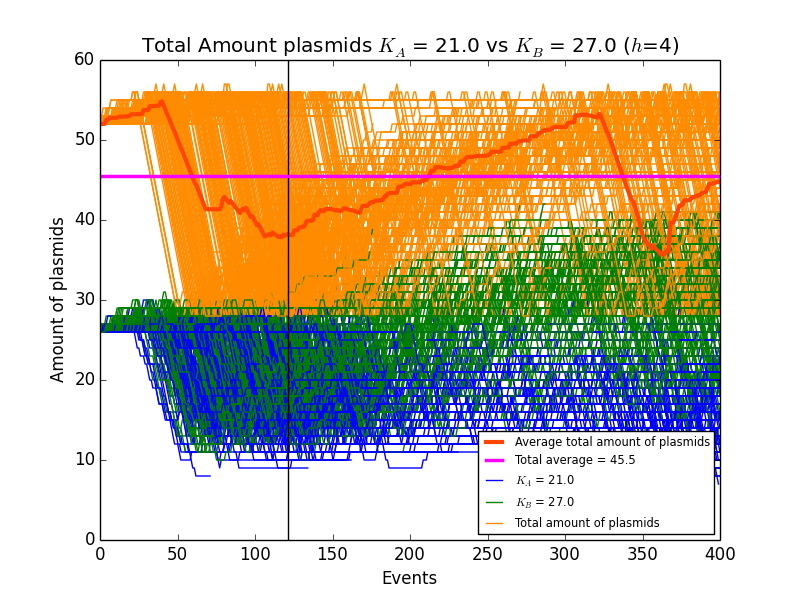 Total Amount plasmids K_A = 21.0 vs K_B = 27.0 (h=4)
60
50
40
30
20
10
0
Amount of plasmids
Average total amount of plasmids
Total average = 45.5
K_A = 21.0
K_B = 27.0
Total amount of plasmids
0 50 100 150 200 250 300 350 400
Events